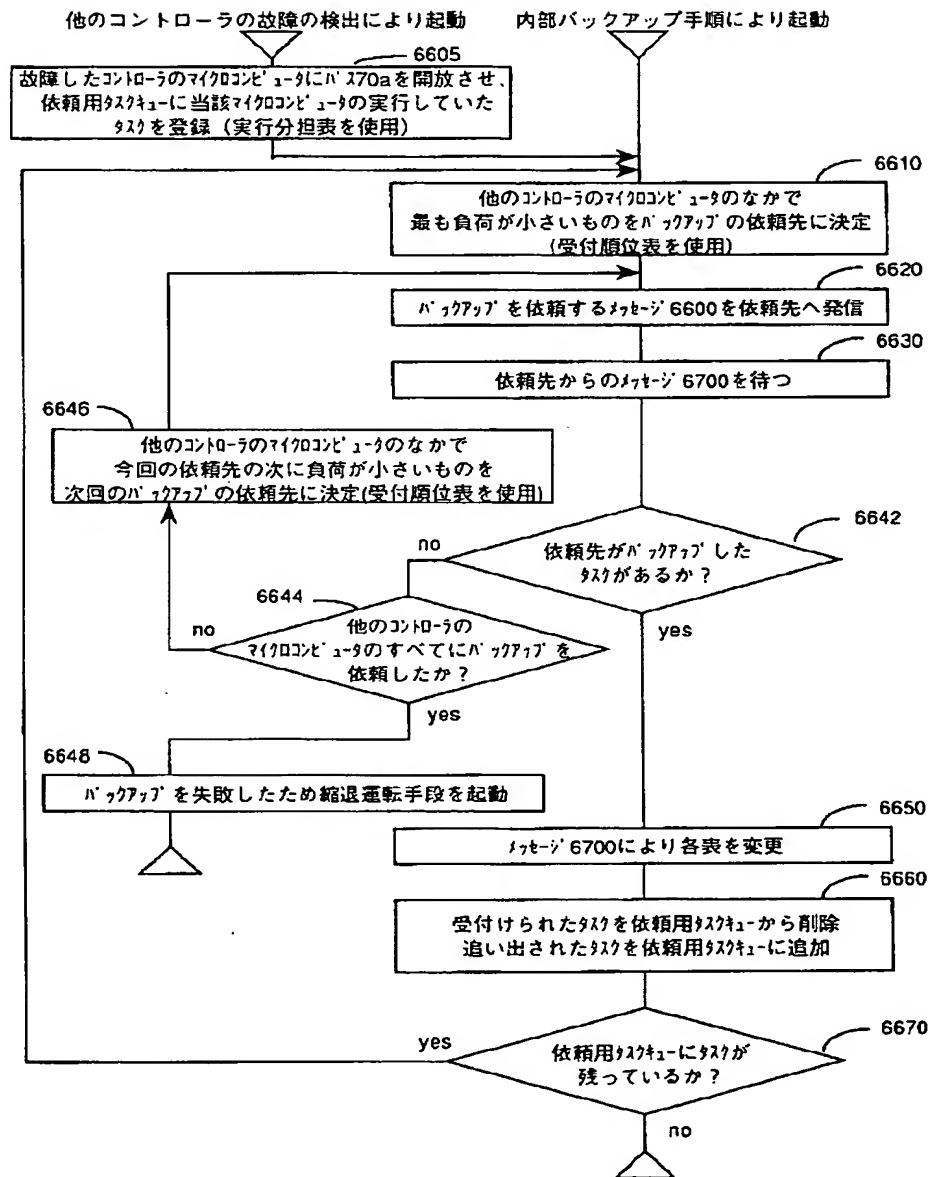 他のコントローラの故障の検出により起動
内部バックアップ手順により起動
6605
故障したコントローラのマイクロコンピュータにバス70aを開放させ、
依頼用タスクキューに当該マイクロコンピュータの実行していた
タスクを登録 (実行分担表を使用)
6610
他のコントローラのマイクロコンピュータのなかで
最も負荷が小さいものをバックアップの依頼先に決定
(受付順位表を使用)
6620
バックアップを依頼するメッセージ6600を依頼先へ発信
6630
依頼先からのメッセージ6700を待つ
6646
他のコントローラのマイクロコンピュータのなかで
今回の依頼先の次に負荷が小さいものを
次回のバックアップの依頼先に決定(受付順位表を使用)
6642
依頼先がバックアップした
タスクがあるか?
no
yes
6644
他のコントローラの
マイクロコンピュータのすべてにバックアップを
依頼したか?
no
yes
6648
バックアップを失敗したため縮退運転手段を起動
6650
メッセージ6700により各表を変更
6660
受付けられたタスクを依頼用タスクキューから削除
追い出されたタスクを依頼用タスクキューに追加
6670
依頼用タスクキューにタスクが
残っているか?
yes
no